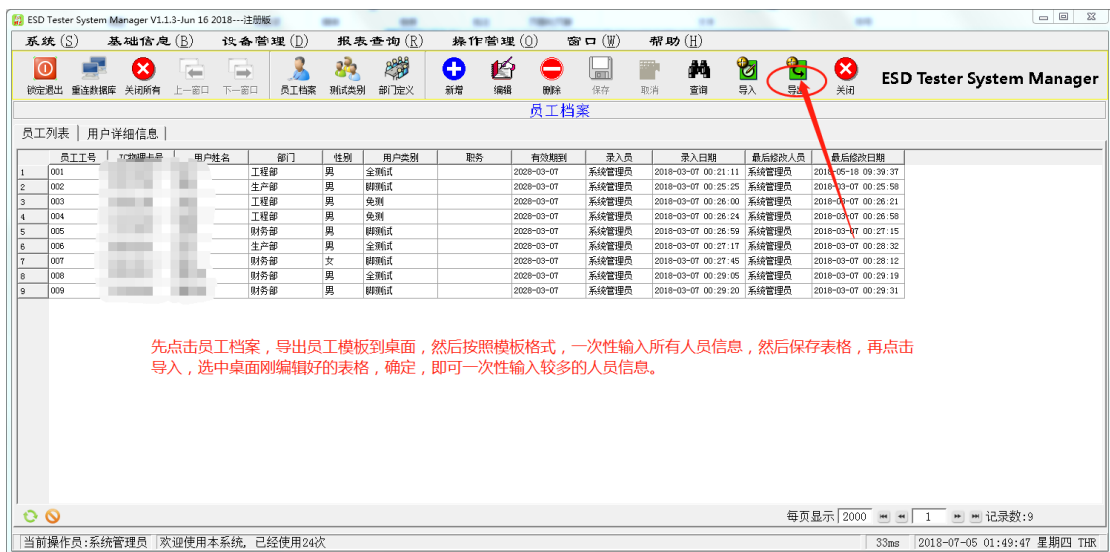 ESD Tester System Manager V1.1.3-Jun 16 2018---注册版
系统(S) 基础信息(B) 设备管理(D) 报表查询(R) 操作管理(O) 窗口(W) 帮助(H)
锁定退出 重连数据库 关闭所有 上一窗口 下一窗口 员工档案 测试类别 部门定义 新增 编辑 删除 保存 取消 查询 导入 导出 关闭 ESD Tester System Manager
员工档案
员工列表 用户详细信息
员工工号 IC物理卡号 用户姓名 部门 性别 用户类别 职务 有效期到 录入员 录入日期 最后修改人员 最后修改日期
1 001 工程部 男 全测试 2028-03-07 系统管理员 2018-03-07 00:21:11 系统管理员 2018-05-18 09:39:37
2 002 生产部 男 脚测试 2028-03-07 系统管理员 2018-03-07 00:25:25 系统管理员 2018-03-07 00:25:58
3 003 工程部 男 免测 2028-03-07 系统管理员 2018-03-07 00:26:00 系统管理员 2018-03-07 00:26:21
4 004 工程部 男 免测 2028-03-07 系统管理员 2018-03-07 00:26:24 系统管理员 2018-03-07 00:26:58
5 005 财务部 男 脚测试 2028-03-07 系统管理员 2018-03-07 00:26:59 系统管理员 2018-03-07 00:27:15
6 006 生产部 男 全测试 2028-03-07 系统管理员 2018-03-07 00:27:17 系统管理员 2018-03-07 00:28:32
7 007 财务部 女 脚测试 2028-03-07 系统管理员 2018-03-07 00:27:45 系统管理员 2018-03-07 00:28:12
8 008 财务部 男 全测试 2028-03-07 系统管理员 2018-03-07 00:29:05 系统管理员 2018-03-07 00:29:19
9 009 财务部 男 脚测试 2028-03-07 系统管理员 2018-03-07 00:29:20 系统管理员 2018-03-07 00:29:31
先点击员工档案，导出员工模板到桌面，然后按照模板格式，一次性输入所有人员信息，然后保存表格，再点击
导入，选中桌面刚编辑好的表格，确定，即可一次性输入较多的人员信息。
每页显示 2000 1 记录数:9
当前操作员:系统管理员 欢迎使用本系统, 已经使用24次 33ms 2018-07-05 01:49:47 星期四 THR